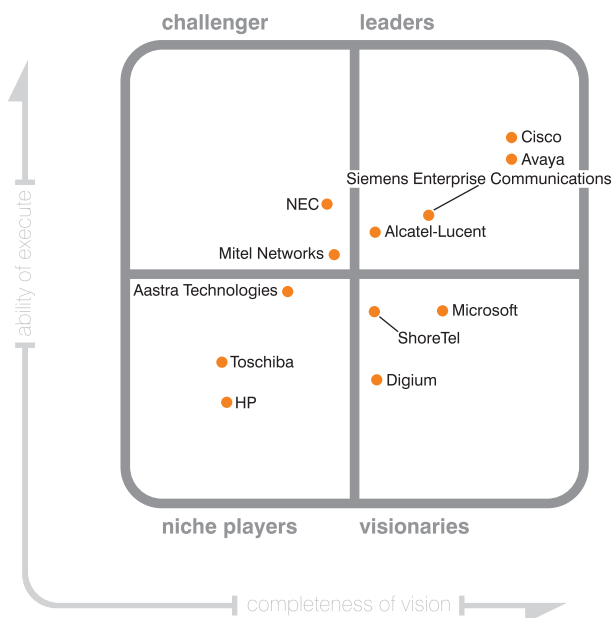 challenger
leaders
Cisco
Avaya
Siemens Enterprise Communications
NEC
Alcatel-Lucent
Mitel Networks
Aastra Technologies
Microsoft
ShoreTel
Toschiba
Digium
HP
niche players
visionaries
ability of execute
completeness of vision